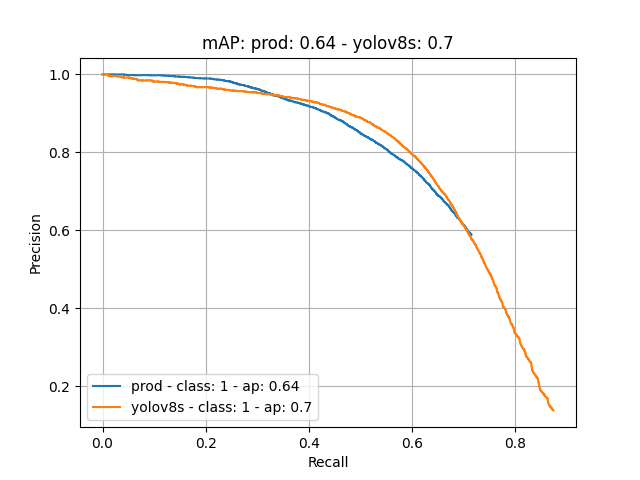 mAP: prod: 0.64 - yolov8s: 0.7
1.0
0.8
0.6
0.4
0.2
Precision
prod - class: 1 - ap: 0.64
yolov8s - class: 1 - ap: 0.7
0.0 0.2 0.4 0.6 0.8
Recall